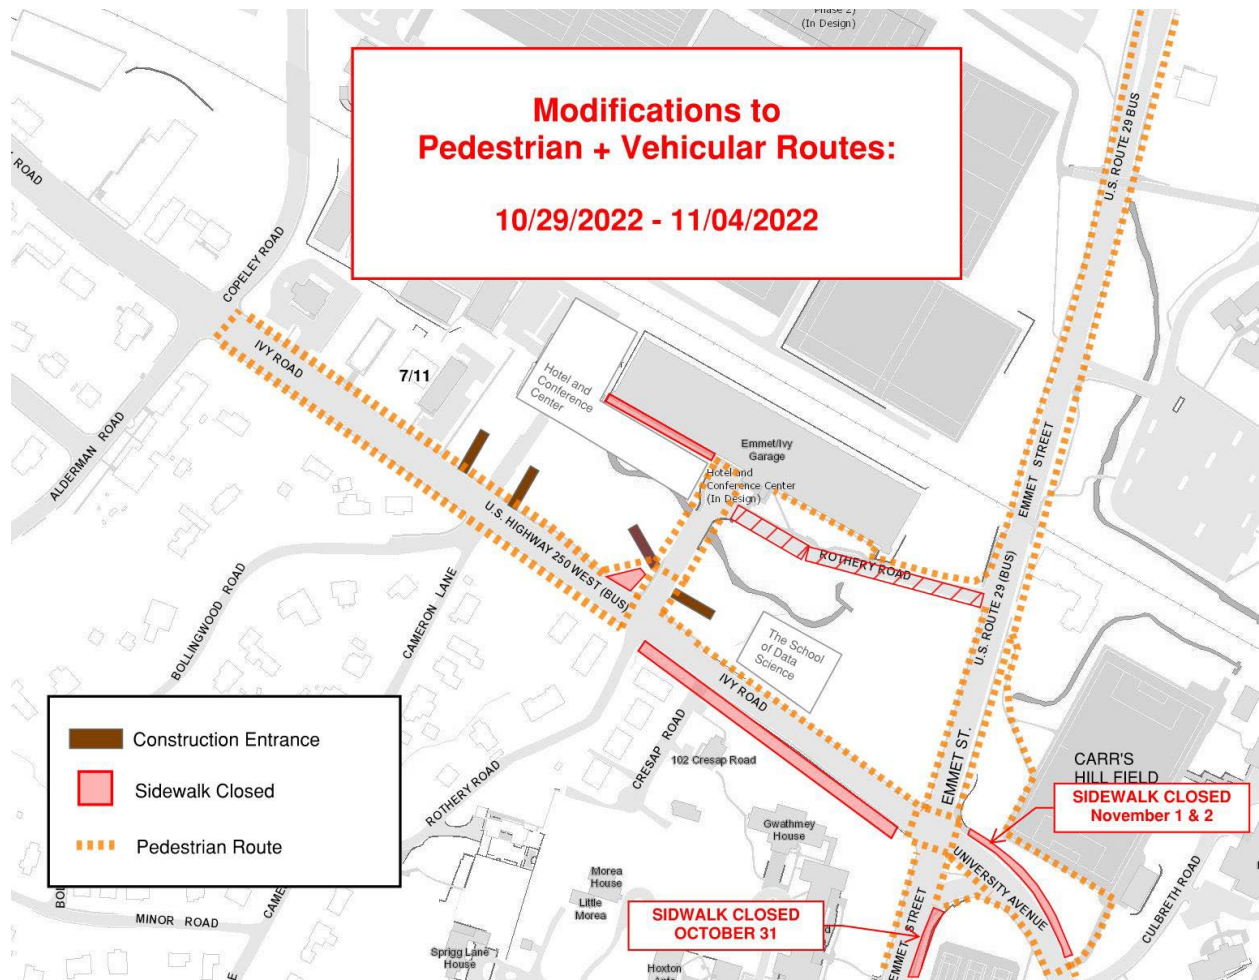 Phase 2)
(In Design)
Modifications to
Pedestrian + Vehicular Routes:
10/29/2022 - 11/04/2022
U.S. ROUTE 29 BUS
ROAD
COPELEY ROAD
IVY ROAD
7/11
Hotel and
Conference
Center
ALDERMAN ROAD
Emmet/Ivy
Garage
Hotel and
Conference Center
(In Design)
EMMET STREET
U.S. HIGHWAY 250 WEST (BUS)
ROTHERY ROAD
U.S. ROUTE 29 (BUS)
BOLLINGWOOD ROAD
CAMERON LANE
The School
of Data
Science
IVY ROAD
CRESAP ROAD
102 Cresap Road
ROTHERY ROAD
EMMET ST.
CARR'S
HILL FIELD
SIDEWALK CLOSED
November 1 & 2
Construction Entrance
Sidewalk Closed
Pedestrian Route
Gwathmey
House
UNIVERSITY AVENUE
CULBRETH ROAD
Morea
House
Little
Morea
SIDWALK CLOSED
OCTOBER 31
EMMET STREET
MINOR ROAD
Sprigg Lane
House
Hoxton